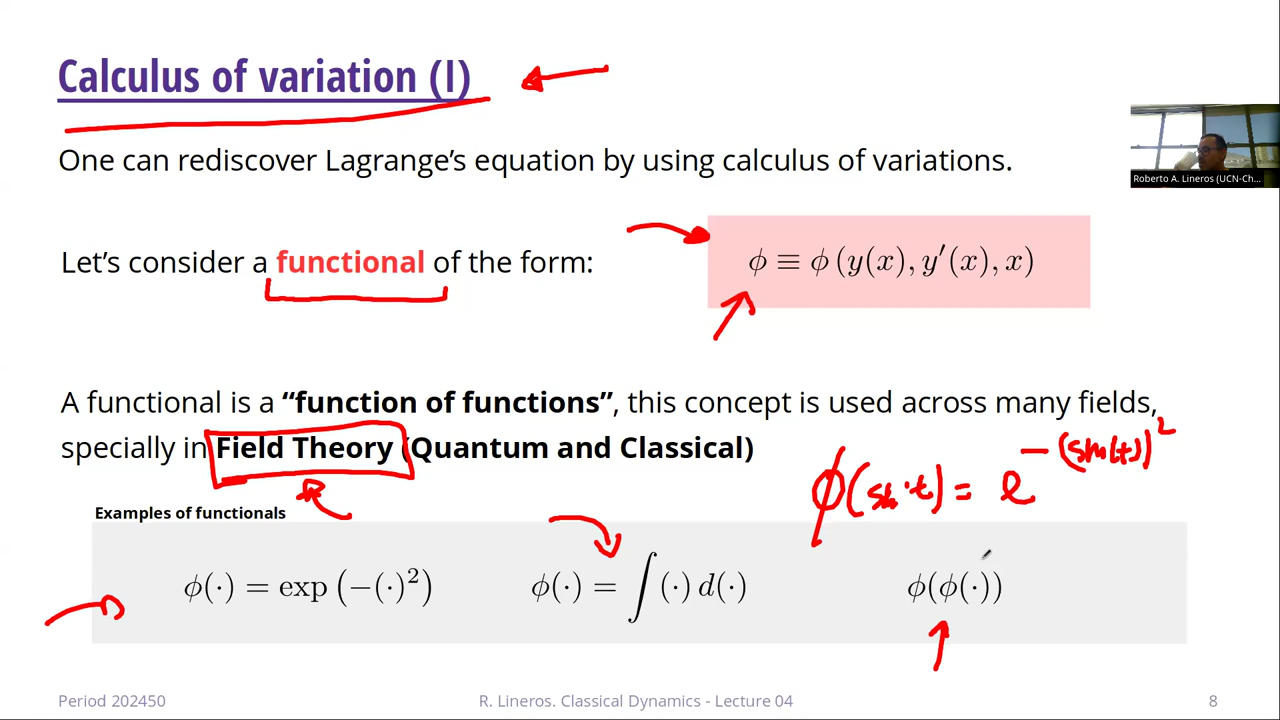 Calculus of variation (I)
One can rediscover Lagrange’s equation by using calculus of variations.
Roberto A. Lineros (UCN-Ch...
Let’s consider a functional of the form:
ϕ ≡ ϕ (y(x), y′(x), x)
A functional is a “function of functions”, this concept is used across many fields,
specially in Field Theory (Quantum and Classical)
ϕ(sin t) = e^{-(sin(t))^2}
Examples of functionals
ϕ(·) = exp (−(·)²)
ϕ(·) = ∫ (·) d(·)
ϕ(ϕ(·))
Period 202450
R. Lineros. Classical Dynamics - Lecture 04
8